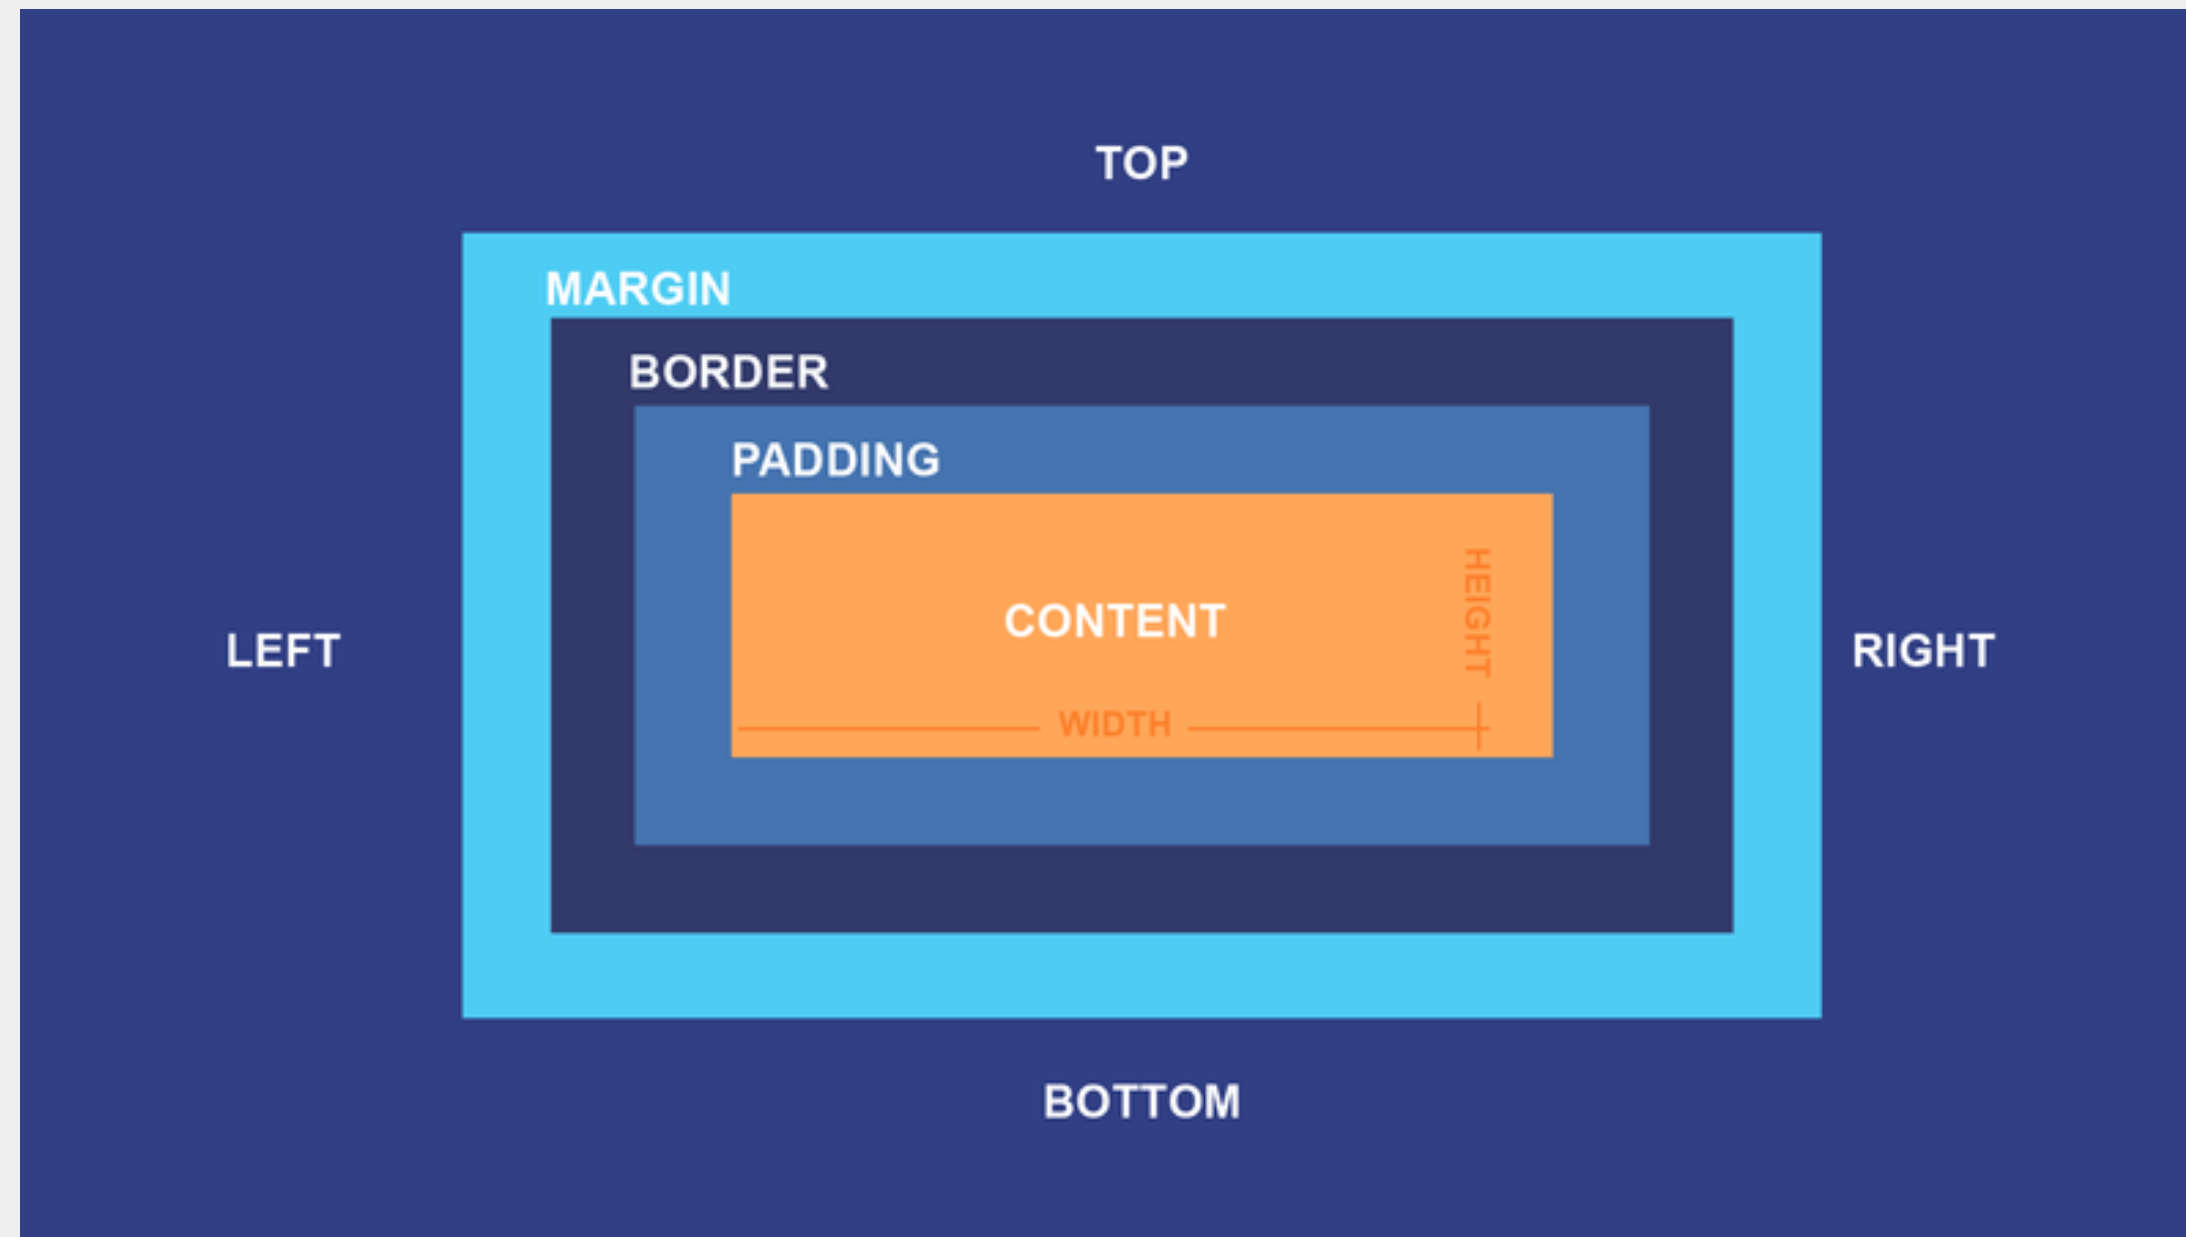 TOP
MARGIN
BORDER
PADDING
CONTENT
HEIGHT
WIDTH
LEFT
RIGHT
BOTTOM